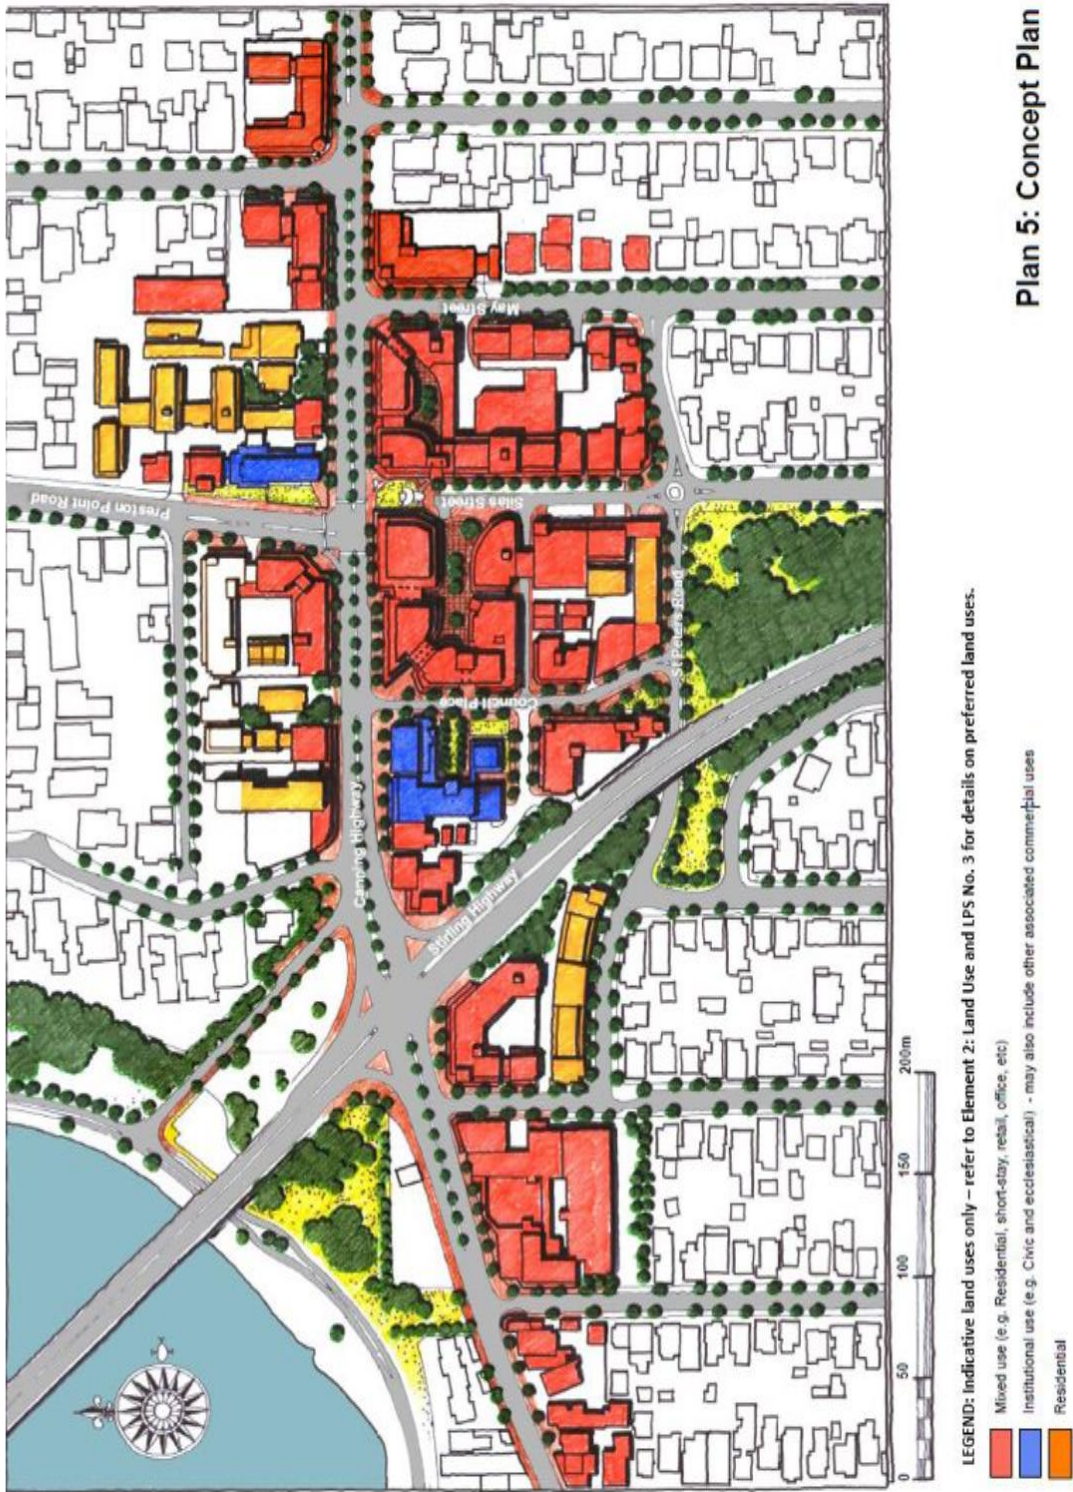 Plan 5: Concept Plan
Preston Point Road
May Street
Silas Street
St Peters Road
Council Place
Canning Highway
Stirling Highway
0 50 100 150 200m
LEGEND: Indicative land uses only – refer to Element 2: Land Use and LPS No. 3 for details on preferred land uses.
Mixed use (e.g. Residential, short-stay, retail, office, etc)
Institutional use (e.g. Civic and ecclesiastical) - may also include other associated commercial uses
Residential